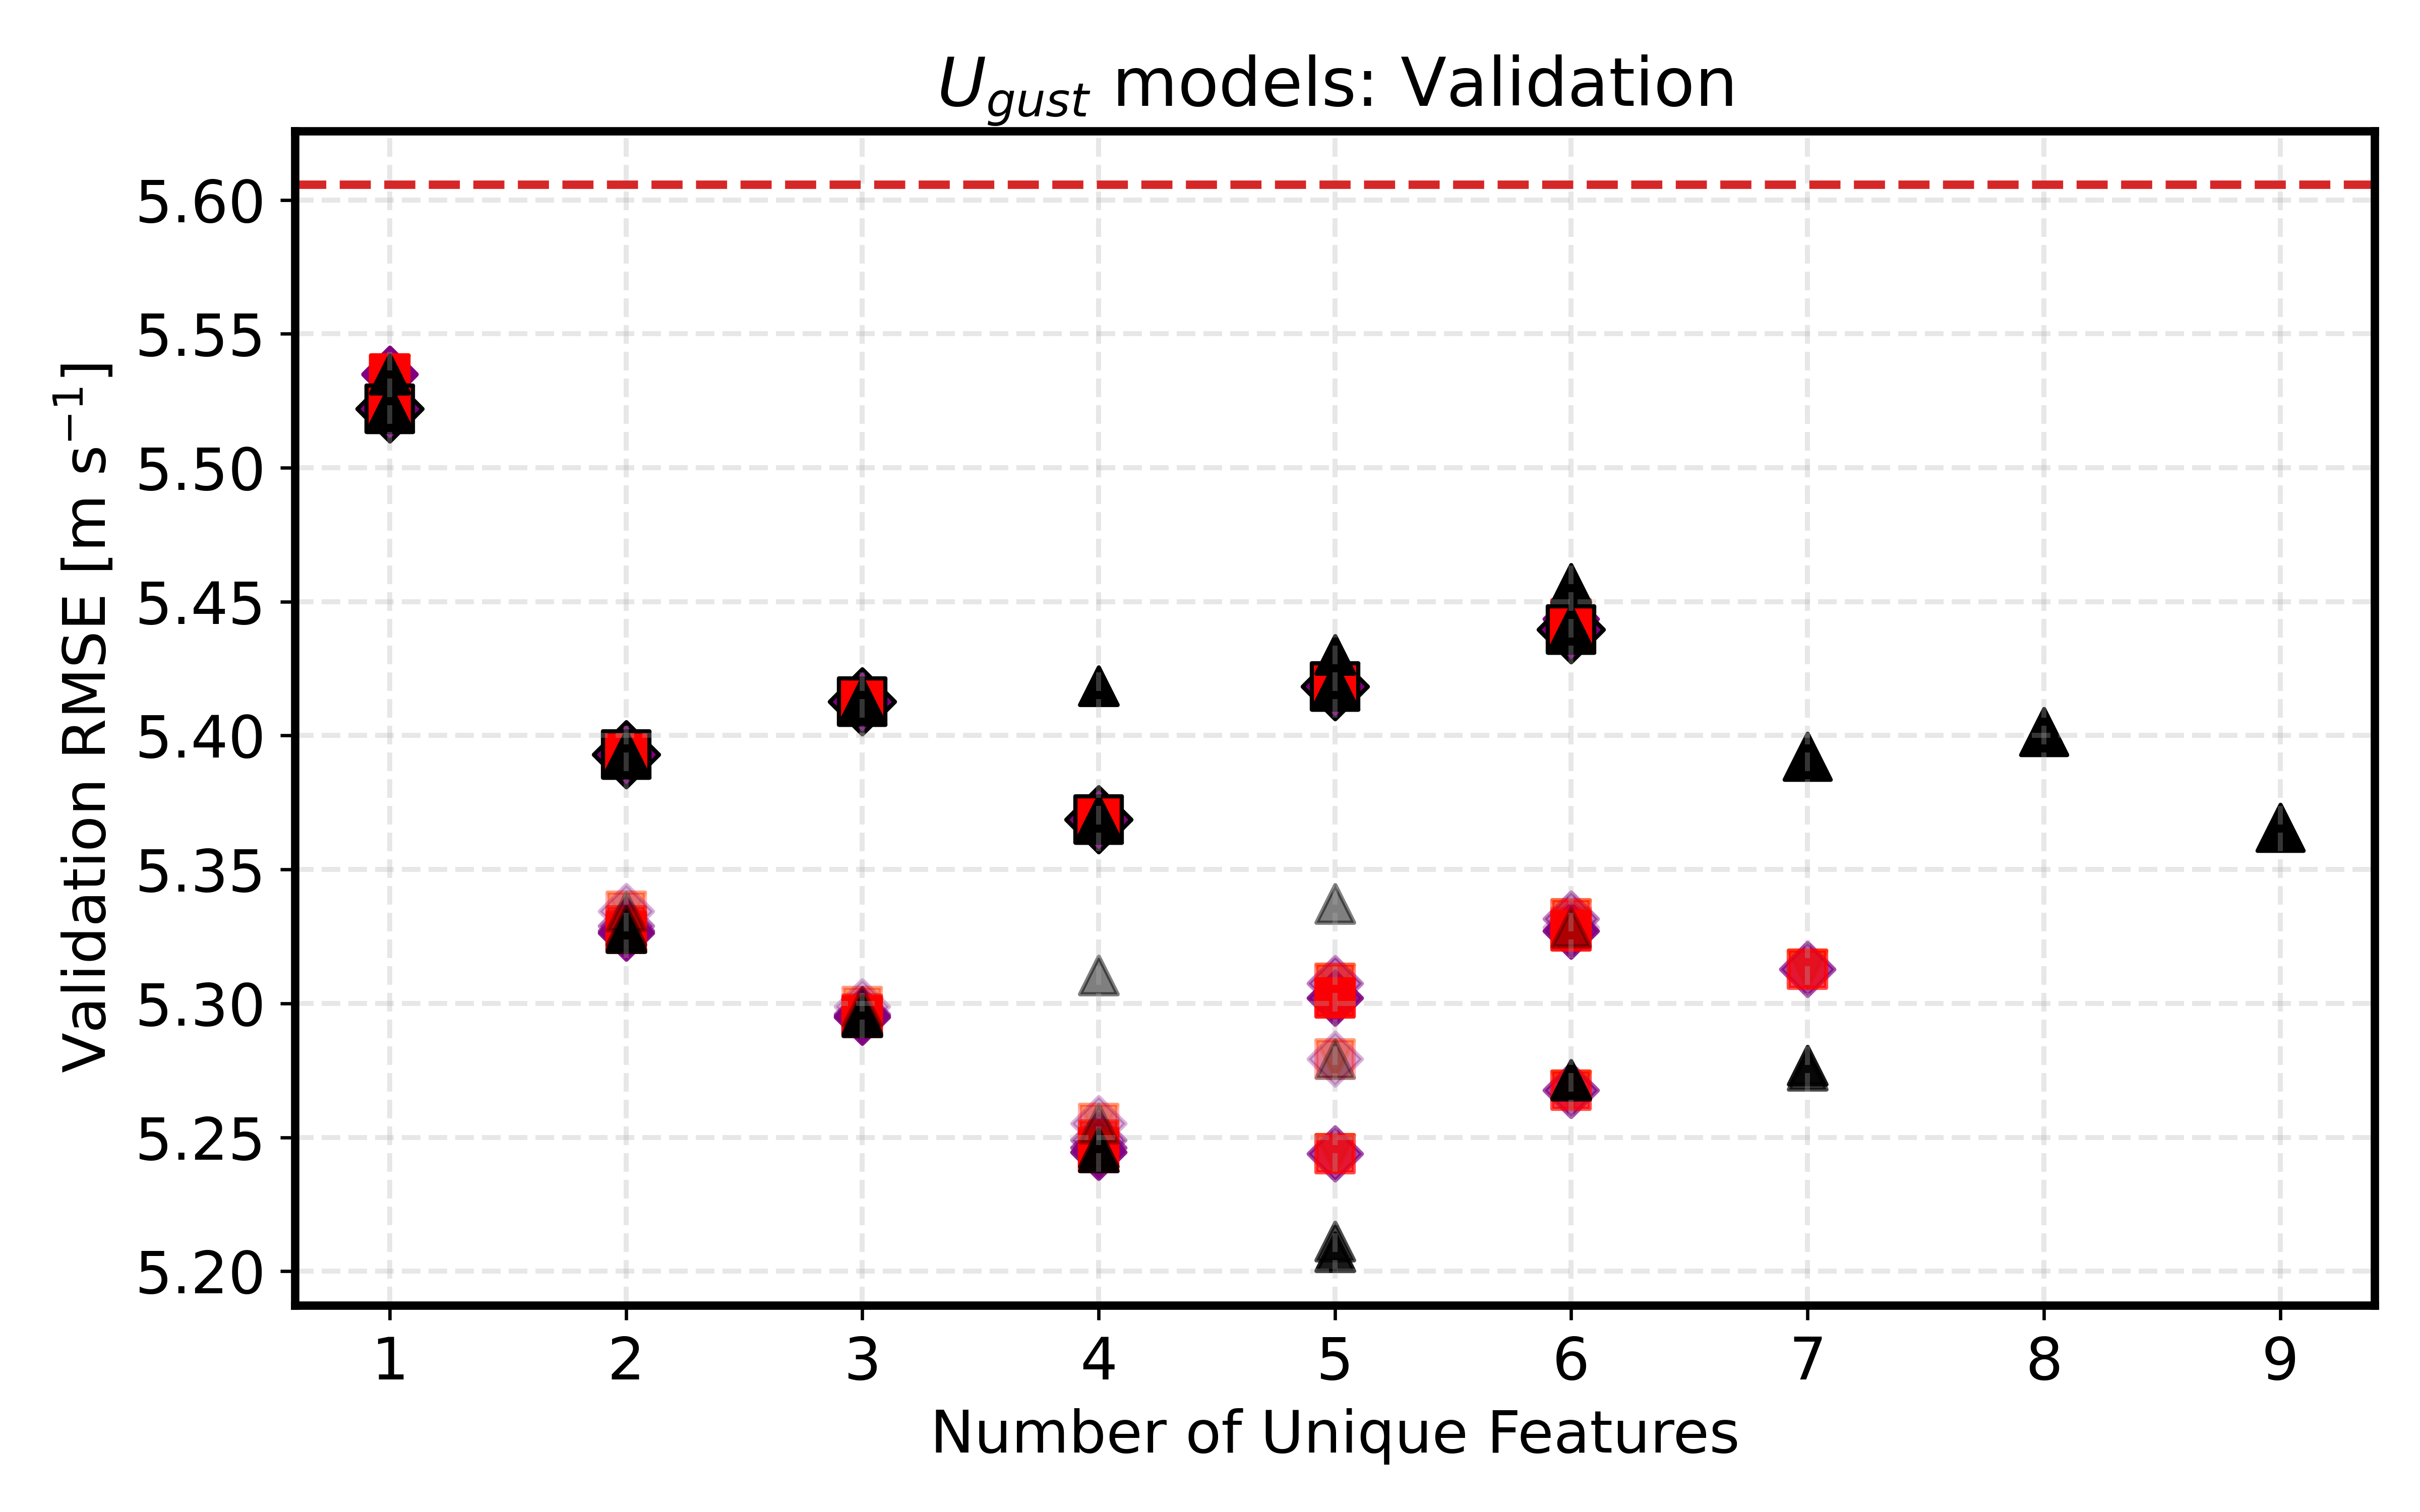 U_gust models: Validation
Validation RMSE [m s⁻¹]
5.60
5.55
5.50
5.45
5.40
5.35
5.30
5.25
5.20
1 2 3 4 5 6 7 8 9
Number of Unique Features